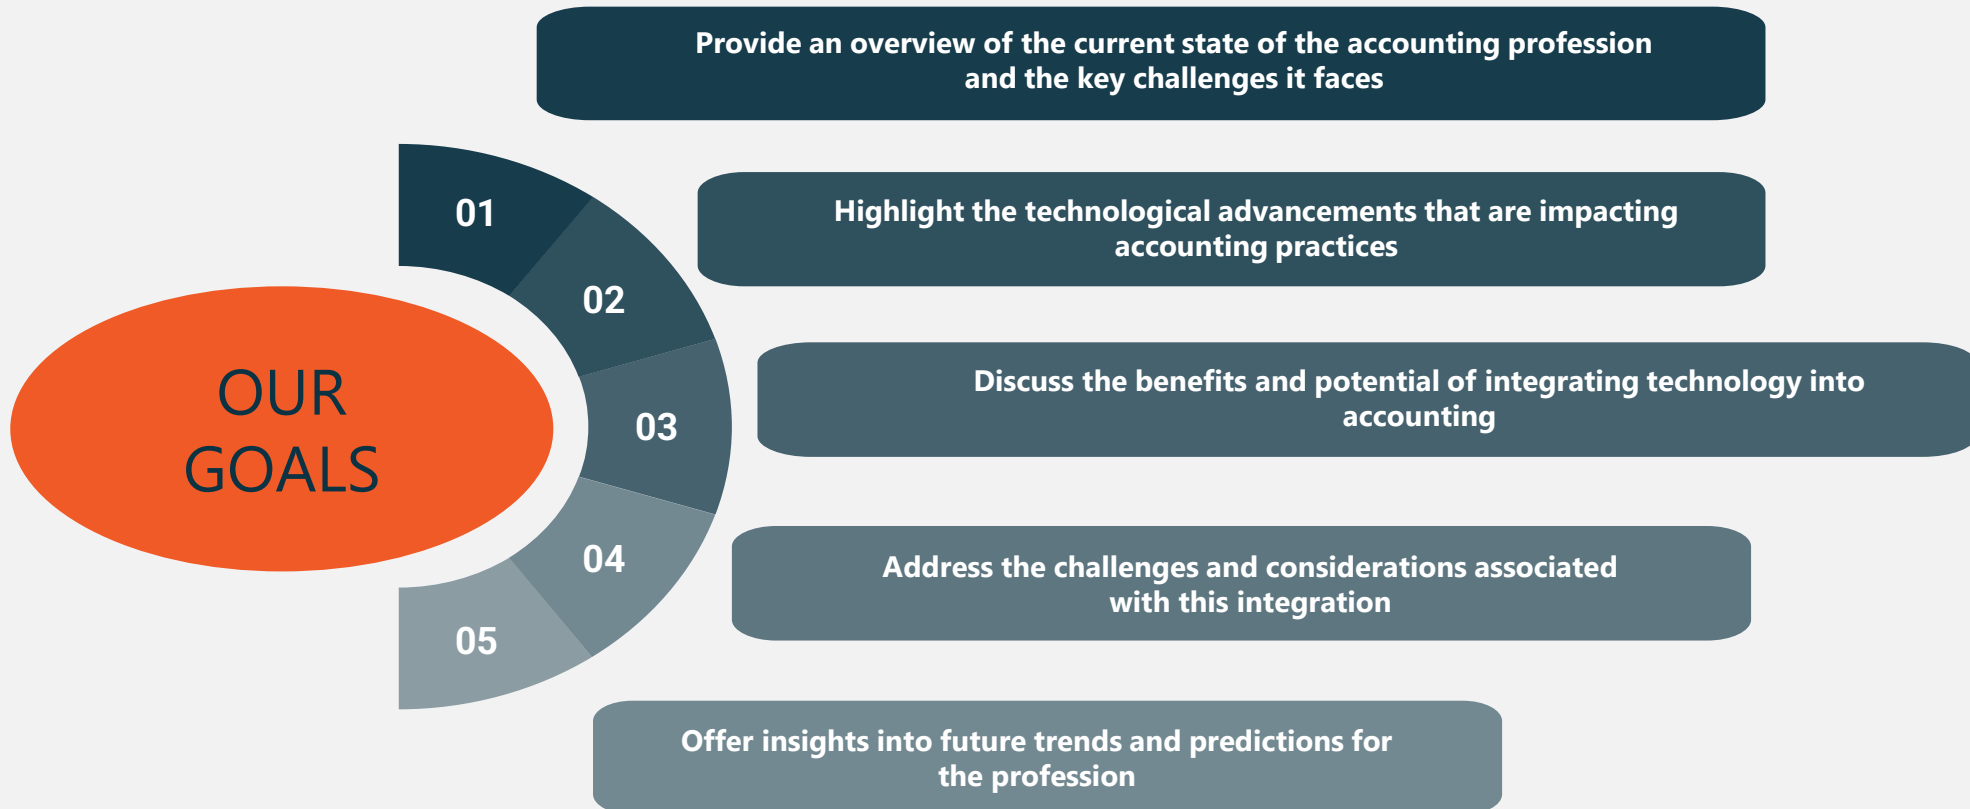 OUR
GOALS
01
Provide an overview of the current state of the accounting profession
and the key challenges it faces
02
Highlight the technological advancements that are impacting
accounting practices
03
Discuss the benefits and potential of integrating technology into
accounting
04
Address the challenges and considerations associated
with this integration
05
Offer insights into future trends and predictions for
the profession